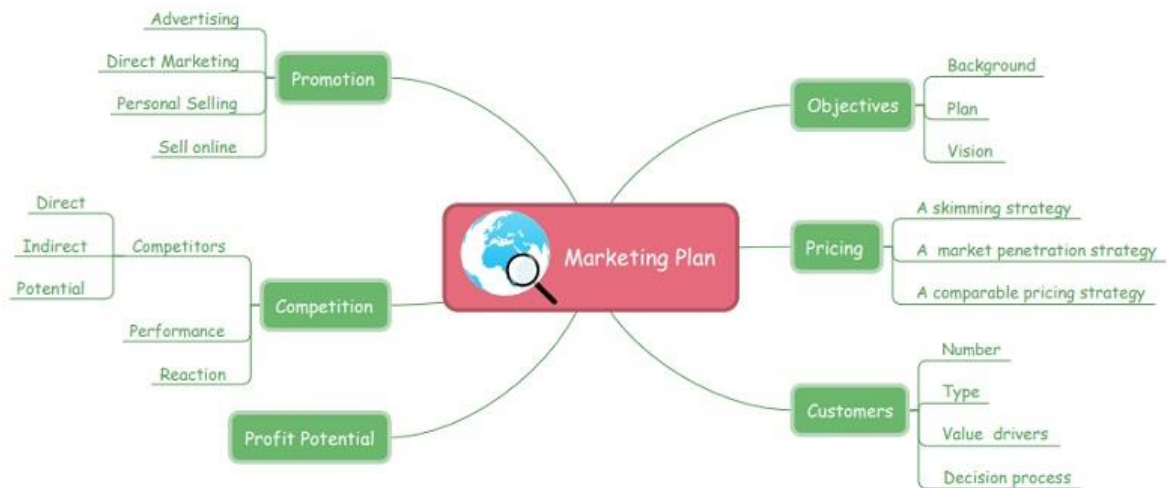 Marketing Plan
Promotion
Advertising
Direct Marketing
Personal Selling
Sell online
Competition
Competitors
Direct
Indirect
Potential
Performance
Reaction
Profit Potential
Objectives
Background
Plan
Vision
Pricing
A skimming strategy
A market penetration strategy
A comparable pricing strategy
Customers
Number
Type
Value drivers
Decision process